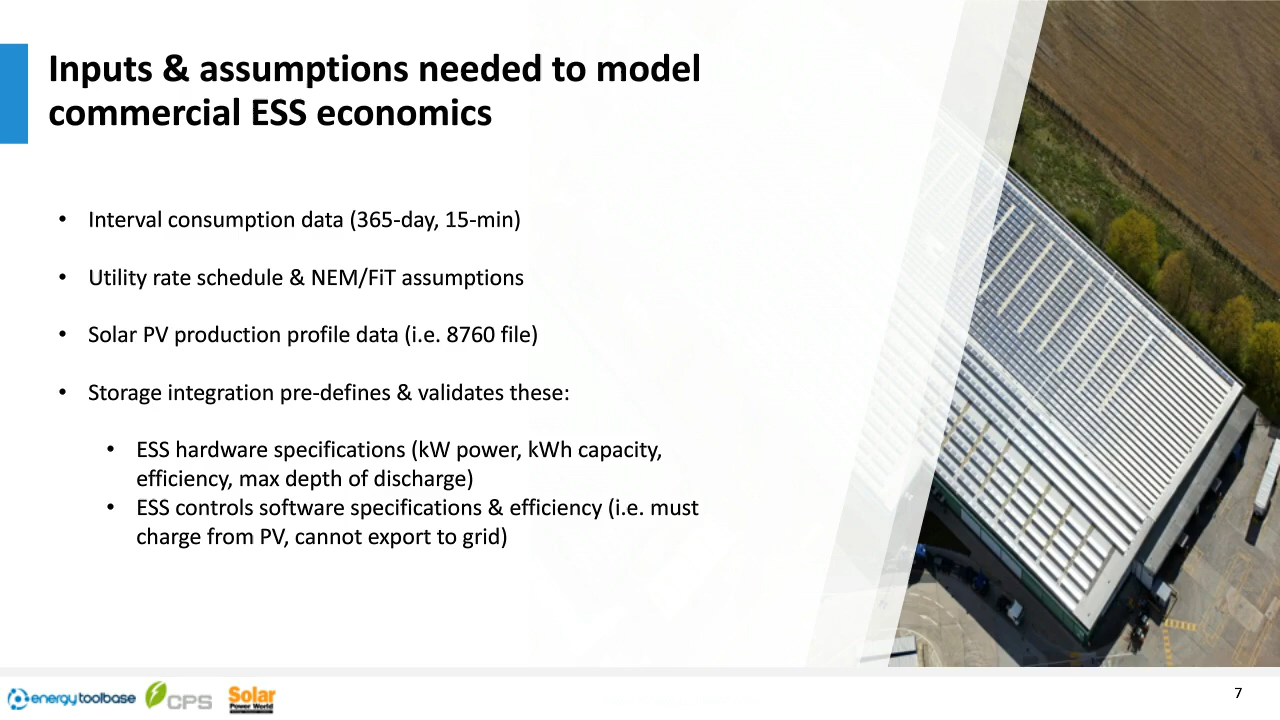 Inputs & assumptions needed to model
commercial ESS economics
• Interval consumption data (365-day, 15-min)
• Utility rate schedule & NEM/FiT assumptions
• Solar PV production profile data (i.e. 8760 file)
• Storage integration pre-defines & validates these:
• ESS hardware specifications (kW power, kWh capacity,
efficiency, max depth of discharge)
• ESS controls software specifications & efficiency (i.e. must
charge from PV, cannot export to grid)
energytoolbase
CPS
Solar
Power World
7